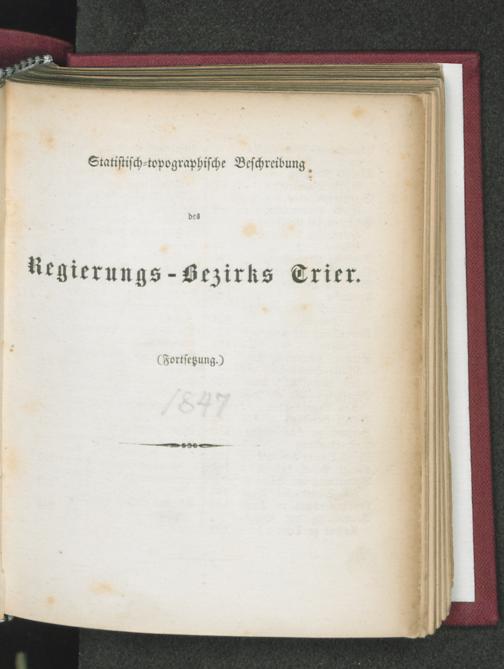 Statistisch-topographische Beschreibung
des
Regierungs-Bezirks Trier.
(Fortsetzung.)
1847